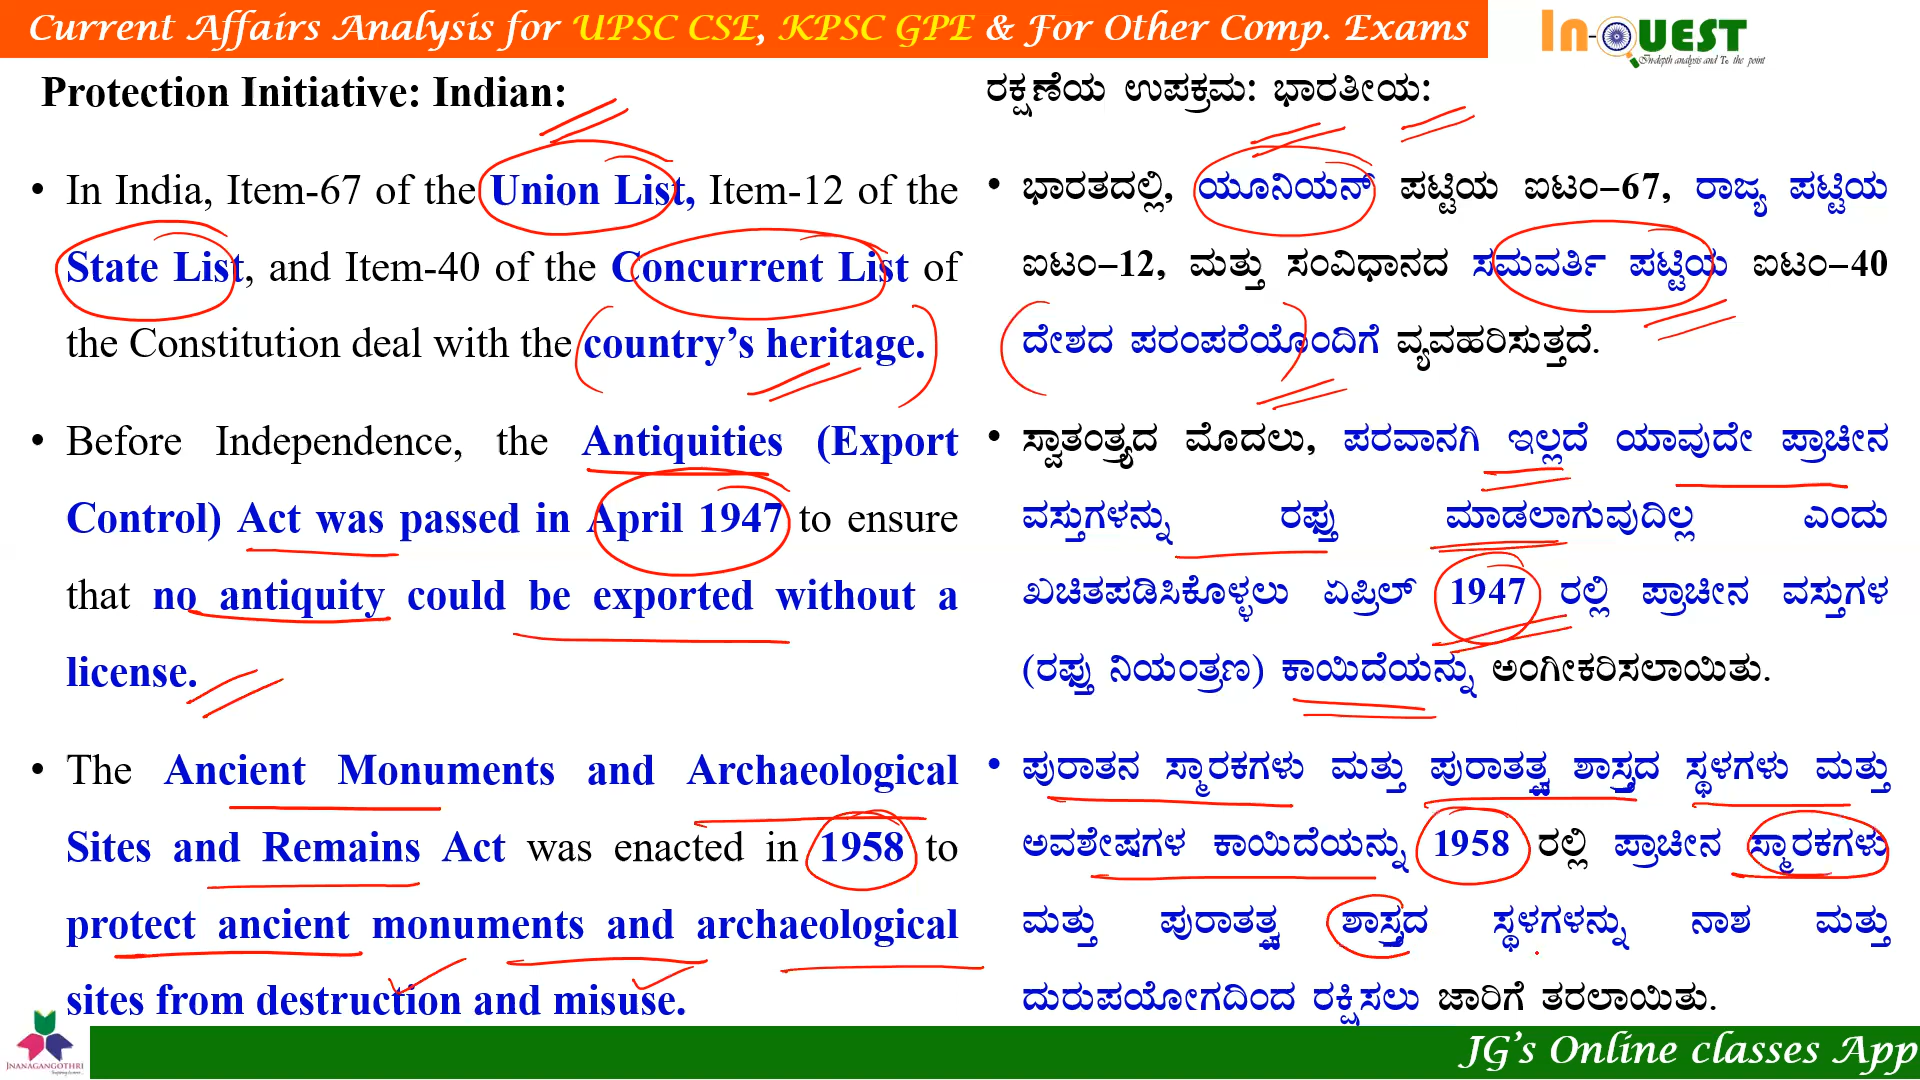 Current Affairs Analysis for UPSC CSE, KPSC GPE & For Other Comp. Exams
In-QUEST
In-depth analysis and To the point
Protection Initiative: Indian:
• In India, Item-67 of the Union List, Item-12 of the
State List, and Item-40 of the Concurrent List of
the Constitution deal with the country's heritage.
• Before Independence, the Antiquities (Export
Control) Act was passed in April 1947 to ensure
that no antiquity could be exported without a
license.
• The Ancient Monuments and Archaeological
Sites and Remains Act was enacted in 1958 to
protect ancient monuments and archaeological
sites from destruction and misuse.
ರಕ್ಷಣೆಯ ಉಪಕ್ರಮ: ಭಾರತೀಯ:
• ಭಾರತದಲ್ಲಿ, ಯೂನಿಯನ್ ಪಟ್ಟಿಯ ಐಟಂ–67, ರಾಜ್ಯ ಪಟ್ಟಿಯ
ಐಟಂ–12, ಮತ್ತು ಸಂವಿಧಾನದ ಸಮವರ್ತಿ ಪಟ್ಟಿಯ ಐಟಂ–40
ದೇಶದ ಪರಂಪರೆಯೊಂದಿಗೆ ವ್ಯವಹರಿಸುತ್ತದೆ.
• ಸ್ವಾತಂತ್ರ್ಯದ ಮೊದಲು, ಪರವಾನಗಿ ಇಲ್ಲದೆ ಯಾವುದೇ ಪ್ರಾಚೀನ
ವಸ್ತುಗಳನ್ನು ರಫ್ತು ಮಾಡಲಾಗುವುದಿಲ್ಲ ಎಂದು
ಖಚಿತಪಡಿಸಿಕೊಳ್ಳಲು ಏಪ್ರಿಲ್ 1947 ರಲ್ಲಿ ಪ್ರಾಚೀನ ವಸ್ತುಗಳ
(ರಫ್ತು ನಿಯಂತ್ರಣ) ಕಾಯಿದೆಯನ್ನು ಅಂಗೀಕರಿಸಲಾಯಿತು.
• ಪುರಾತನ ಸ್ಮಾರಕಗಳು ಮತ್ತು ಪುರಾತತ್ತ್ವ ಶಾಸ್ತ್ರದ ಸ್ಥಳಗಳು ಮತ್ತು
ಅವಶೇಷಗಳ ಕಾಯಿದೆಯನ್ನು 1958 ರಲ್ಲಿ ಪ್ರಾಚೀನ ಸ್ಮಾರಕಗಳು
ಮತ್ತು ಪುರಾತತ್ತ್ವ ಶಾಸ್ತ್ರದ ಸ್ಥಳಗಳನ್ನು ನಾಶ ಮತ್ತು
ದುರುಪಯೋಗದಿಂದ ರಕ್ಷಿಸಲು ಜಾರಿಗೆ ತರಲಾಯಿತು.
JNANAGANGOTHRI
JG's Online classes App